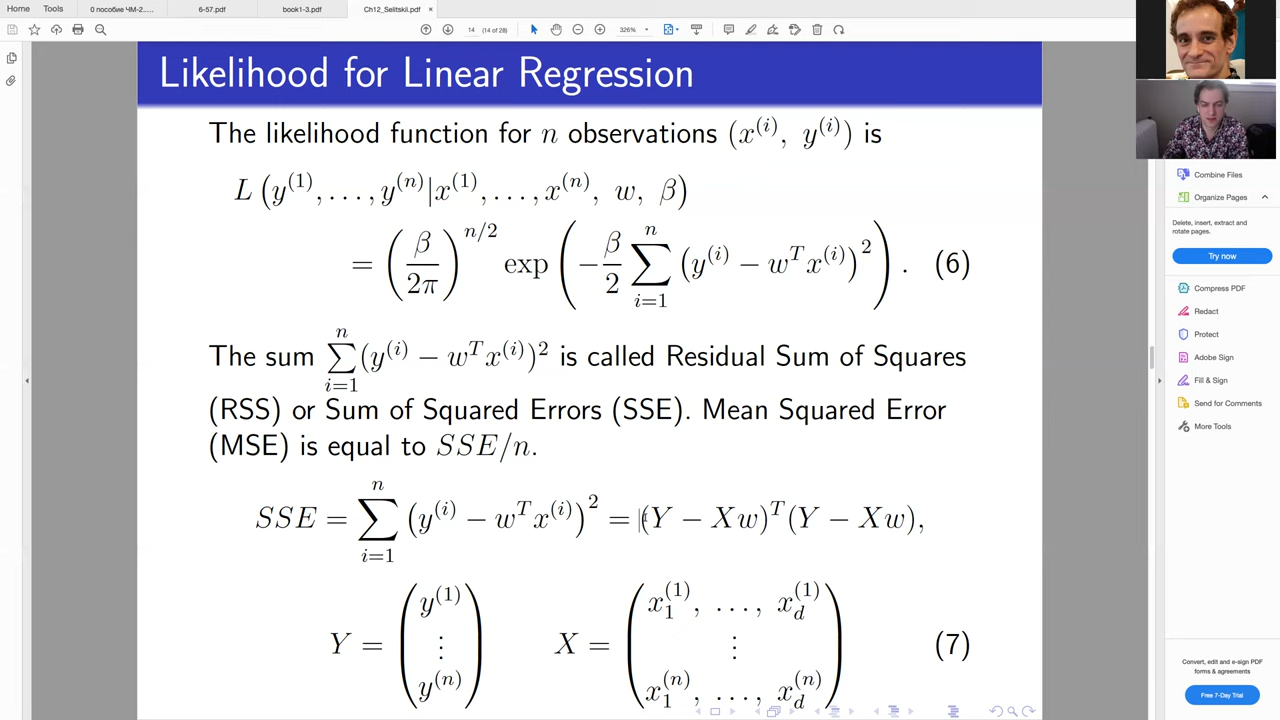 Home Tools 0 пособие ЧМ-2.... 6-57.pdf book1-3.pdf Ch12_Selitskii.pdf ×
14 (14 of 28) 326%
Likelihood for Linear Regression
The likelihood function for n observations (x^{(i)}, y^{(i)}) is
L(y^{(1)}, ..., y^{(n)}|x^{(1)}, ..., x^{(n)}, w, β)
= (β/2π)^{n/2} exp(−β/2 ∑_{i=1}^{n} (y^{(i)} − w^T x^{(i)})^2). (6)
The sum ∑_{i=1}^{n} (y^{(i)} − w^T x^{(i)})^2 is called Residual Sum of Squares
(RSS) or Sum of Squared Errors (SSE). Mean Squared Error
(MSE) is equal to SSE/n.
SSE = ∑_{i=1}^{n} (y^{(i)} − w^T x^{(i)})^2 = (Y − Xw)^T(Y − Xw),
Y = (y^{(1)} ⋮ y^{(n)}) X = (x_1^{(1)}, ..., x_d^{(1)} ⋮ x_1^{(n)}, ..., x_d^{(n)}) (7)
Combine Files
Organize Pages
Delete, insert, extract and
rotate pages.
Try now
Compress PDF
Redact
Protect
Adobe Sign
Fill & Sign
Send for Comments
More Tools
Convert, edit and e-sign PDF
forms & agreements
Free 7-Day Trial